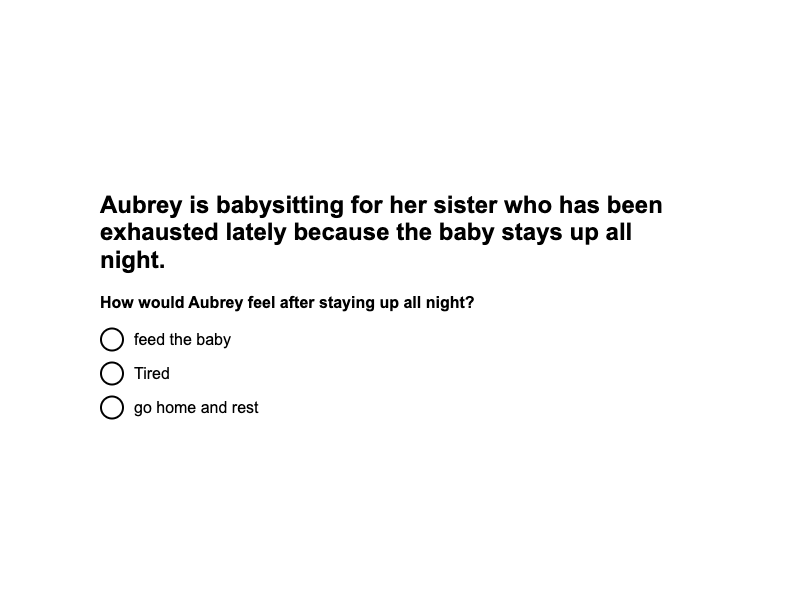 Aubrey is babysitting for her sister who has been
exhausted lately because the baby stays up all
night.
How would Aubrey feel after staying up all night?
feed the baby
Tired
go home and rest